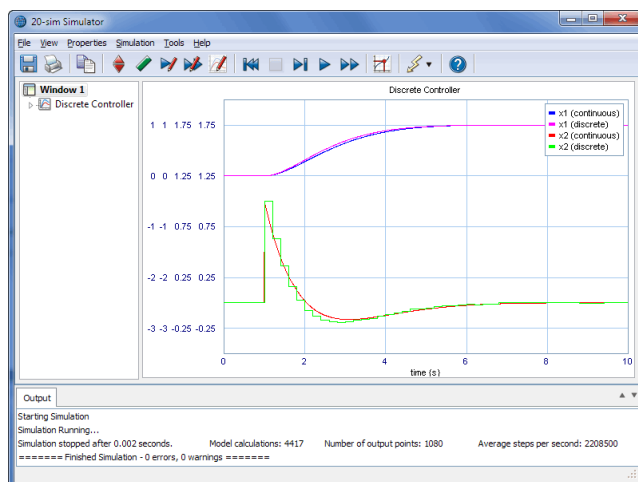 20-sim Simulator
File View Properties Simulation Tools Help
Window 1
Discrete Controller
Discrete Controller
x1 (continuous)
x1 (discrete)
x2 (continuous)
x2 (discrete)
1 1 1.75 1.75
0 0 1.25 1.25
-1 -1 0.75 0.75
-2 -2 0.25 0.25
-3 -3 -0.25 -0.25
0 2 4 6 8 10
time {s}
Output
Starting Simulation
Simulation Running...
Simulation stopped after 0.002 seconds. Model calculations: 4417 Number of output points: 1080 Average steps per second: 2208500
======= Finished Simulation - 0 errors, 0 warnings =======